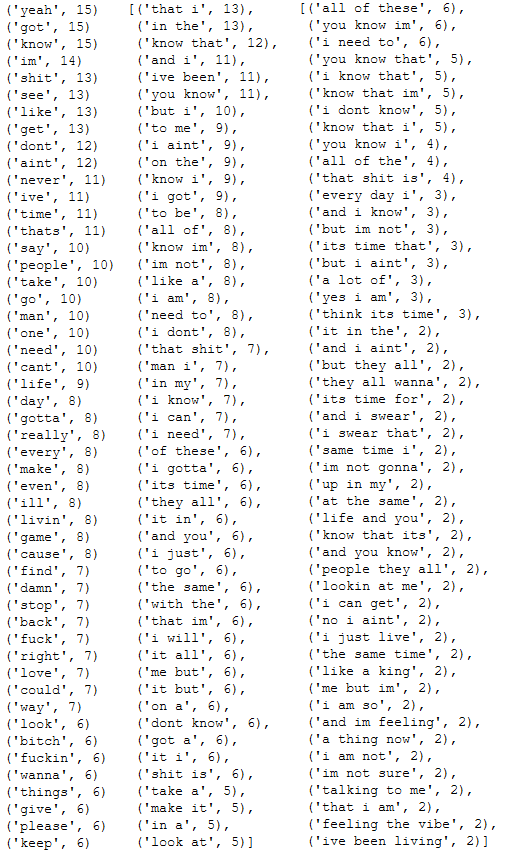 ('yeah', 15) [('that i', 13), [('all of these', 6),
('got', 15) ('in the', 13), ('you know im', 6),
('know', 15) ('know that', 12), ('i need to', 6),
('im', 14) ('and i', 11), ('you know that', 5),
('shit', 13) ('ive been', 11), ('i know that', 5),
('see', 13) ('you know', 11), ('know that im', 5),
('like', 13) ('but i', 10), ('i dont know', 5),
('get', 13) ('to me', 9), ('know that i', 5),
('dont', 12) ('i aint', 9), ('you know i', 4),
('aint', 12) ('on the', 9), ('all of the', 4),
('never', 11) ('know i', 9), ('that shit is', 4),
('ive', 11) ('i got', 9), ('every day i', 3),
('time', 11) ('to be', 8), ('and i know', 3),
('thats', 11) ('all of', 8), ('but im not', 3),
('say', 10) ('know im', 8), ('its time that', 3),
('people', 10) ('im not', 8), ('but i aint', 3),
('take', 10) ('like a', 8), ('a lot of', 3),
('go', 10) ('i am', 8), ('yes i am', 3),
('man', 10) ('need to', 8), ('think its time', 3),
('one', 10) ('i dont', 8), ('it in the', 2),
('need', 10) ('that shit', 7), ('and i aint', 2),
('cant', 10) ('man i', 7), ('but they all', 2),
('life', 9) ('in my', 7), ('they all wanna', 2),
('day', 8) ('i know', 7), ('its time for', 2),
('gotta', 8) ('i can', 7), ('and i swear', 2),
('really', 8) ('i need', 7), ('i swear that', 2),
('every', 8) ('of these', 6), ('same time i', 2),
('make', 8) ('i gotta', 6), ('im not gonna', 2),
('even', 8) ('its time', 6), ('up in my', 2),
('ill', 8) ('they all', 6), ('at the same', 2),
('livin', 8) ('it in', 6), ('life and you', 2),
('game', 8) ('and you', 6), ('know that its', 2),
('cause', 8) ('i just', 6), ('and you know', 2),
('find', 7) ('to go', 6), ('people they all', 2),
('damn', 7) ('the same', 6), ('lookin at me', 2),
('stop', 7) ('with the', 6), ('i can get', 2),
('back', 7) ('that im', 6), ('no i aint', 2),
('fuck', 7) ('i will', 6), ('i just live', 2),
('right', 7) ('it all', 6), ('the same time', 2),
('love', 7) ('me but', 6), ('like a king', 2),
('could', 7) ('it but', 6), ('me but im', 2),
('way', 7) ('on a', 6), ('i am so', 2),
('look', 6) ('dont know', 6), ('and im feeling', 2),
('bitch', 6) ('got a', 6), ('a thing now', 2),
('fuckin', 6) ('it i', 6), ('i am not', 2),
('wanna', 6) ('shit is', 6), ('im not sure', 2),
('things', 6) ('take a', 5), ('talking to me', 2),
('give', 6) ('make it', 5), ('that i am', 2),
('please', 6) ('in a', 5), ('feeling the vibe', 2),
('keep', 6) ('look at', 5)] ('ive been living', 2)]